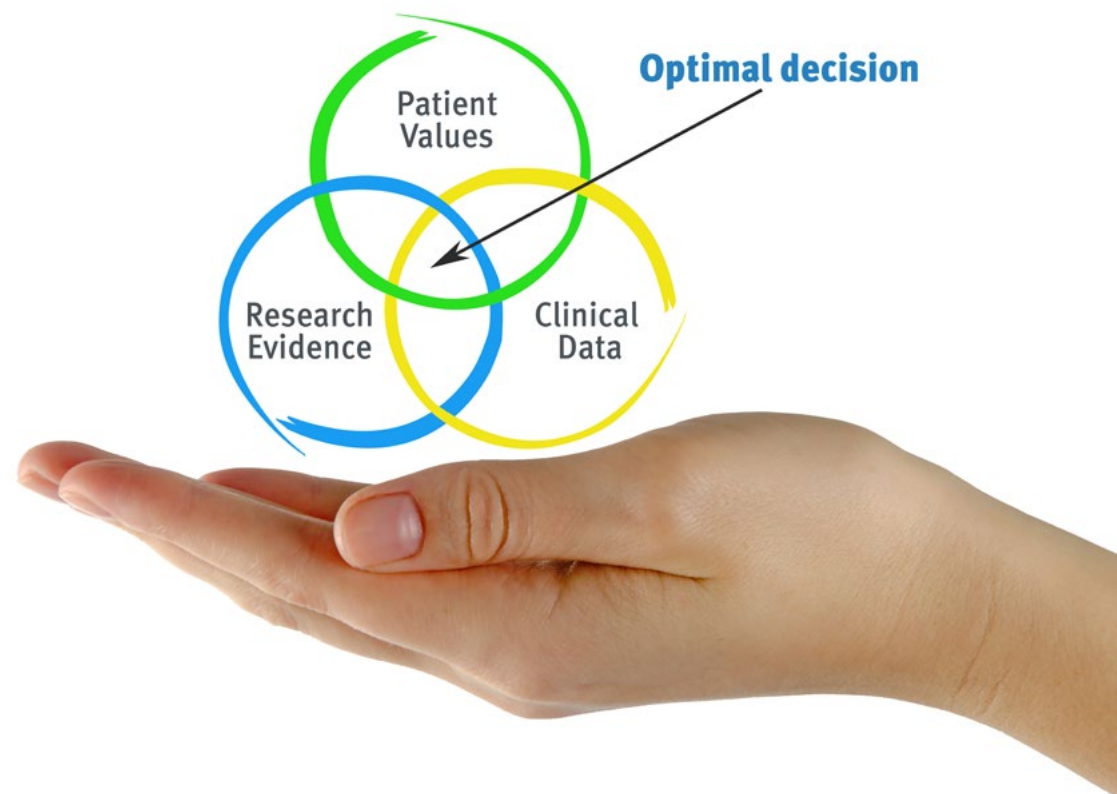 Optimal decision
Patient
Values
Research
Evidence
Clinical
Data